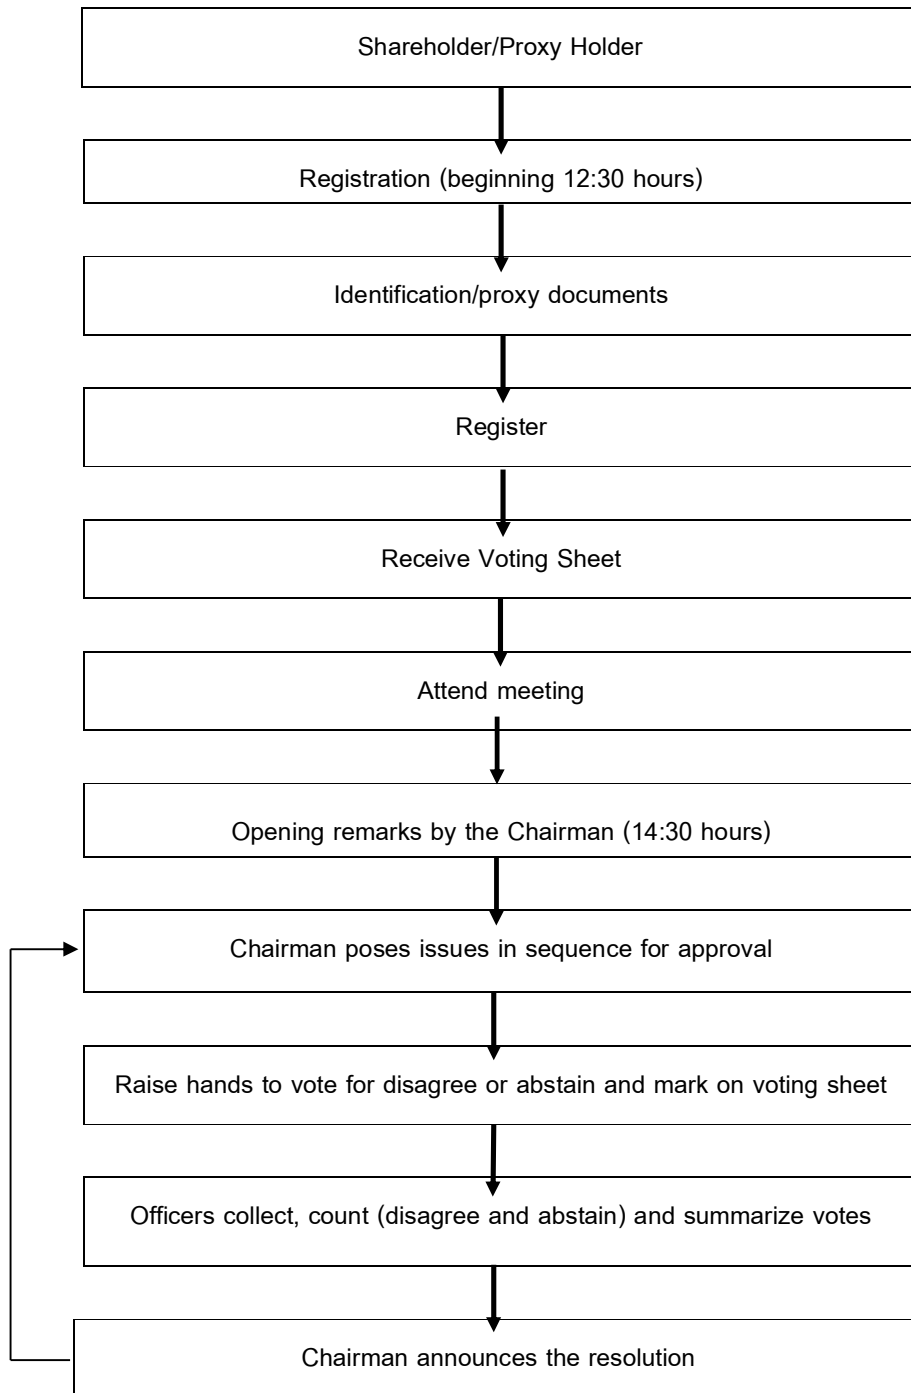 Shareholder/Proxy Holder
Registration (beginning 12:30 hours)
Identification/proxy documents
Register
Receive Voting Sheet
Attend meeting
Opening remarks by the Chairman (14:30 hours)
Chairman poses issues in sequence for approval
Raise hands to vote for disagree or abstain and mark on voting sheet
Officers collect, count (disagree and abstain) and summarize votes
Chairman announces the resolution